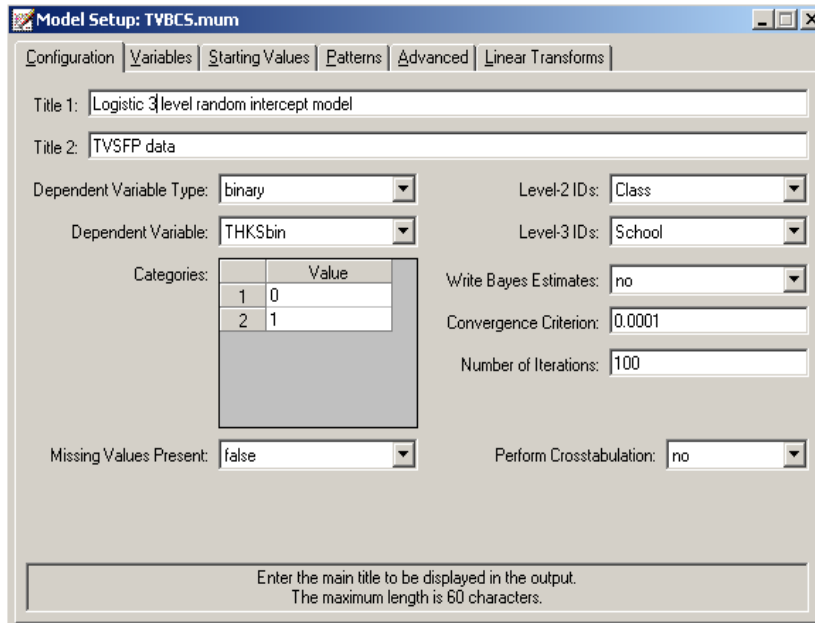 Model Setup: TVBCS.mum
Configuration Variables Starting Values Patterns Advanced Linear Transforms
Title 1: Logistic 3 level random intercept model
Title 2: TVSFP data
Dependent Variable Type: binary Level-2 IDs: Class
Dependent Variable: THKSbin Level-3 IDs: School
Categories: Value Write Bayes Estimates: no
1 0
2 1 Convergence Criterion: 0.0001
Number of Iterations: 100
Missing Values Present: false Perform Crosstabulation: no
Enter the main title to be displayed in the output.
The maximum length is 60 characters.